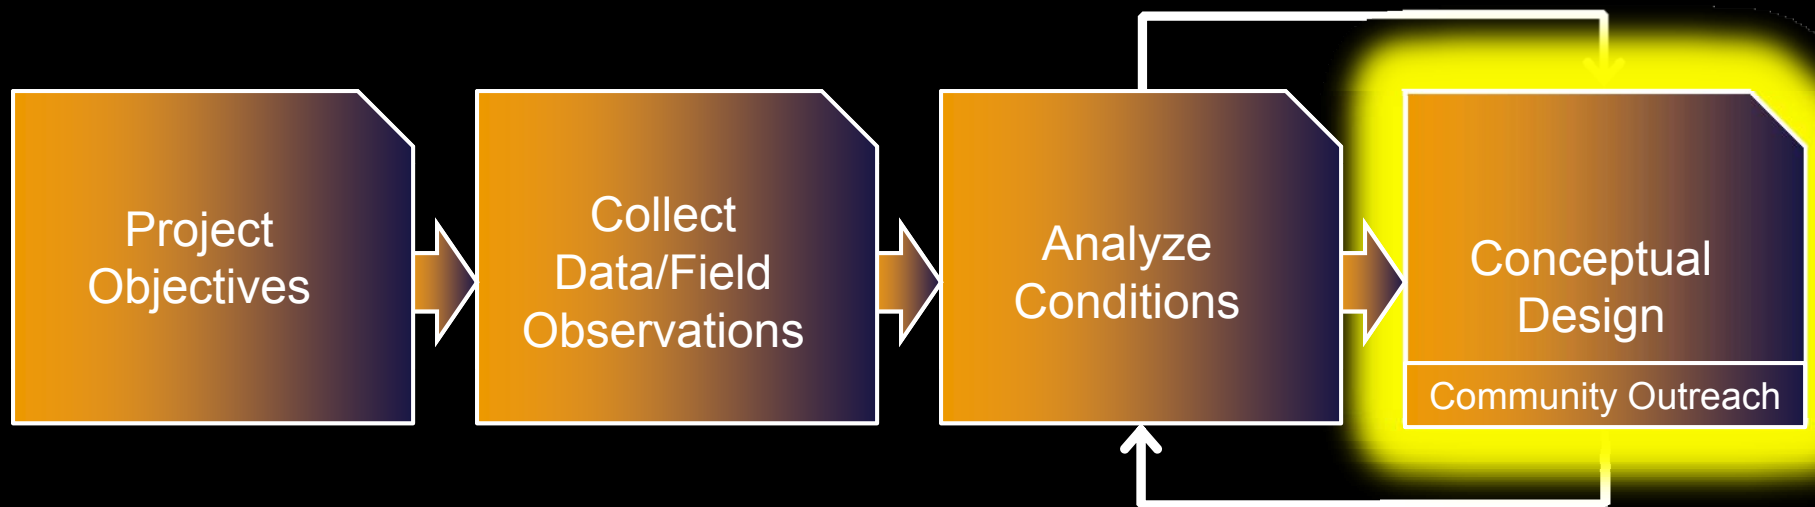 Project
Objectives
Collect
Data/Field
Observations
Analyze
Conditions
Conceptual
Design
Community Outreach